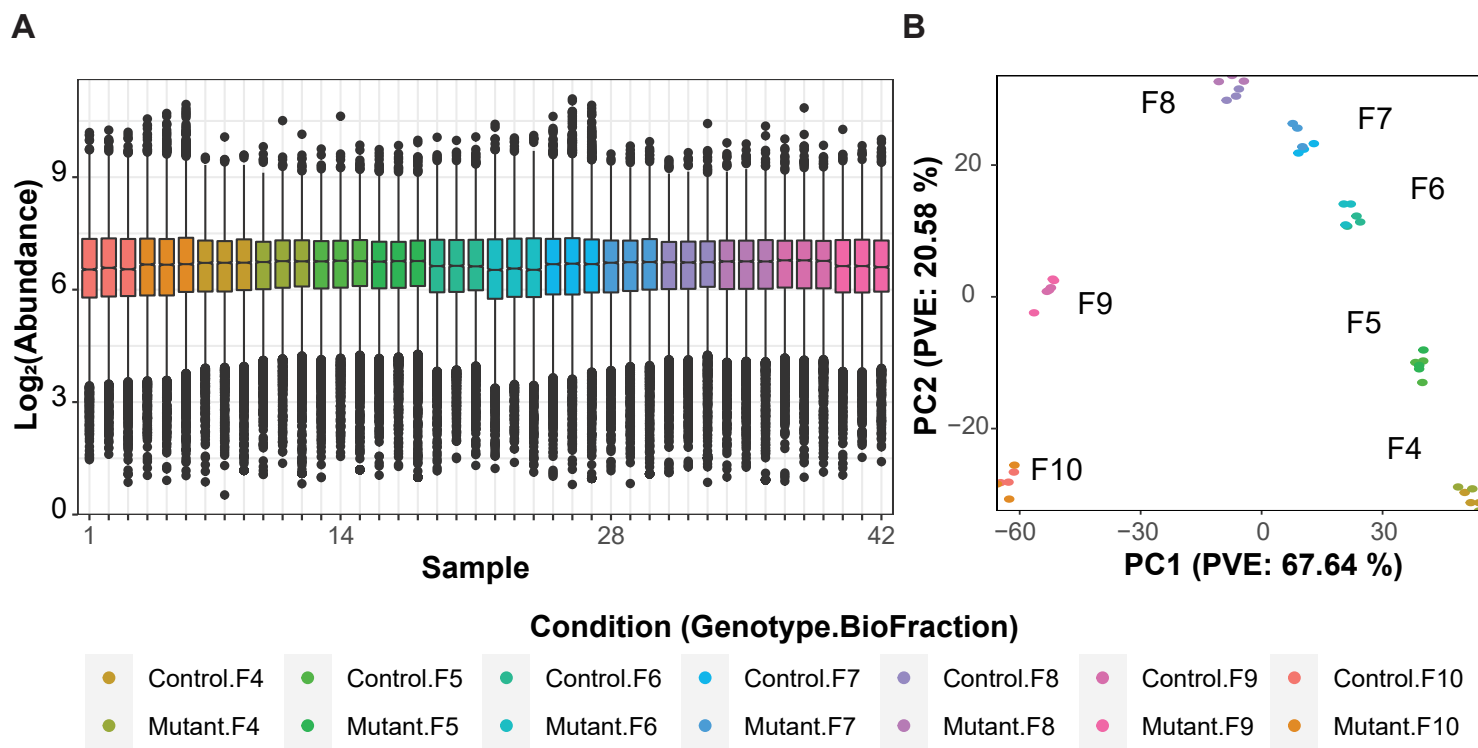 A
B
Log₂(Abundance)
9
6
3
0
1
14
28
42
Sample
PC2 (PVE: 20.58 %)
20
0
−20
F8
F7
F6
F9
F5
F4
F10
−60
−30
0
30
PC1 (PVE: 67.64 %)
Condition (Genotype.BioFraction)
Control.F4 Control.F5 Control.F6 Control.F7 Control.F8 Control.F9 Control.F10
Mutant.F4 Mutant.F5 Mutant.F6 Mutant.F7 Mutant.F8 Mutant.F9 Mutant.F10